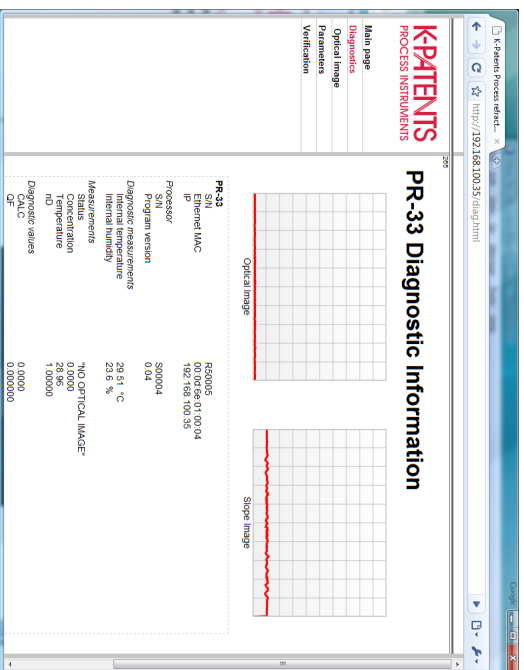 K-Patents Process refract...
http://192.168.100.35/diag.html
Google
K-PATENTS
PROCESS INSTRUMENTS
Main page
Diagnostics
Optical image
Parameters
Verification
266
PR-33 Diagnostic Information
Optical Image
Slope Image
PR-33
S/N R50005
Ethernet MAC 00:0d:6e:01:00:04
IP 192.168.100.35
Processor
S/N S00004
Program version 0.04
Diagnostic measurements
Internal temperature 29.51 °C
Internal humidity 23.6 %
Measurements
Status "NO OPTICAL IMAGE"
Concentration 0.0000
Temperature 28.96
nD 1.00000
Diagnostic values
CALC 0.0000
QF 0.000000